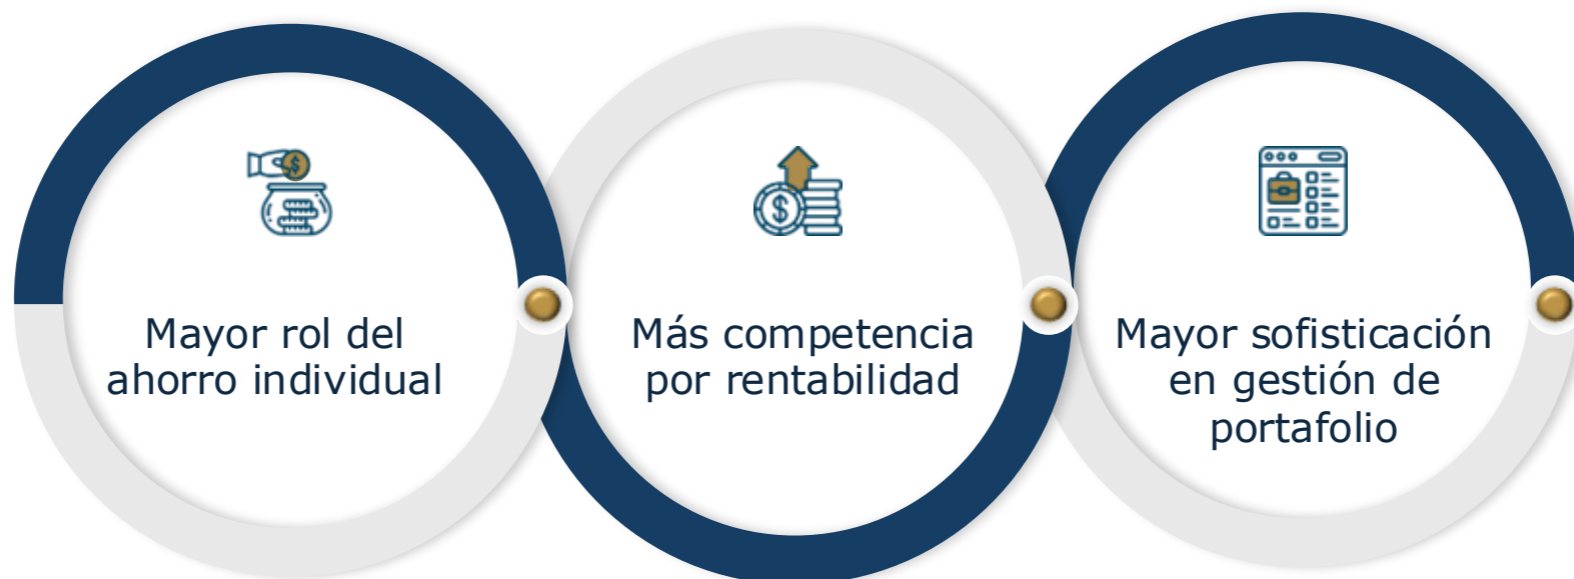 Mayor rol del
ahorro individual
Más competencia
por rentabilidad
Mayor sofisticación
en gestión de
portafolio